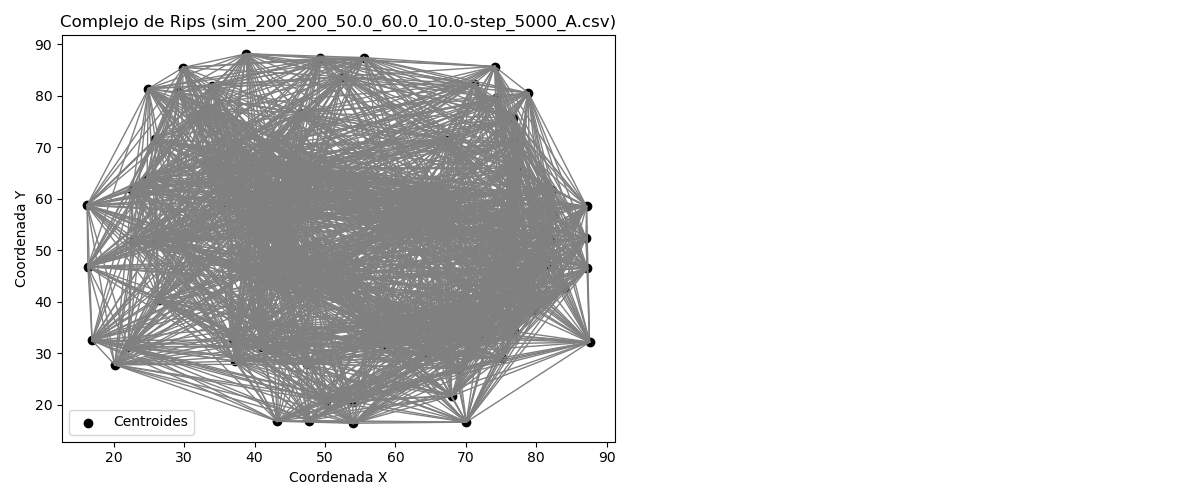 Complejo de Rips (sim_200_200_50.0_60.0_10.0-step_5000_A.csv)
90
80
70
60
50
40
30
20
Coordenada Y
Centroides
20 30 40 50 60 70 80 90
Coordenada X